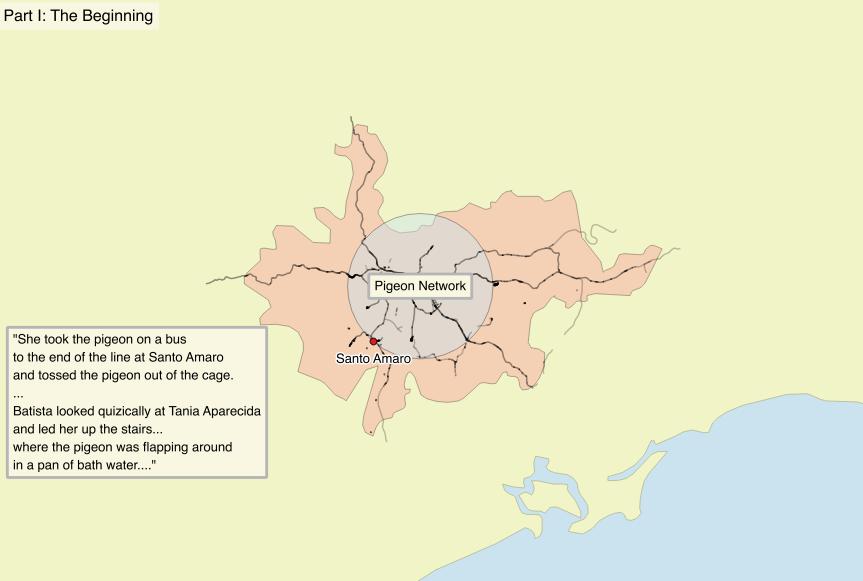 Part I: The Beginning
Pigeon Network
Santo Amaro
"She took the pigeon on a bus
to the end of the line at Santo Amaro
and tossed the pigeon out of the cage.
...
Batista looked quizically at Tania Aparecida
and led her up the stairs...
where the pigeon was flapping around
in a pan of bath water...."